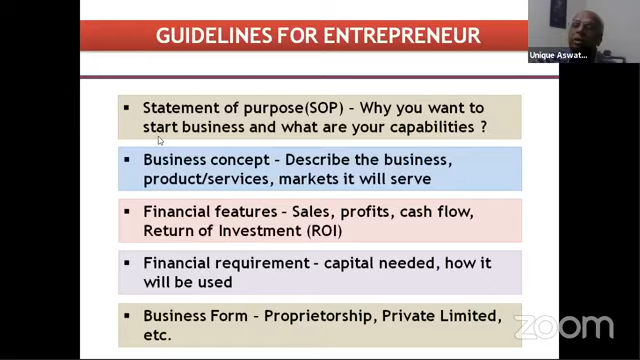 GUIDELINES FOR ENTREPRENEUR
Unique Aswat...
▪ Statement of purpose(SOP) – Why you want to
start business and what are your capabilities ?
▪ Business concept – Describe the business,
product/services, markets it will serve
▪ Financial features – Sales, profits, cash flow,
Return of Investment (ROI)
▪ Financial requirement – capital needed, how it
will be used
▪ Business Form – Proprietorship, Private Limited,
etc.
zoom